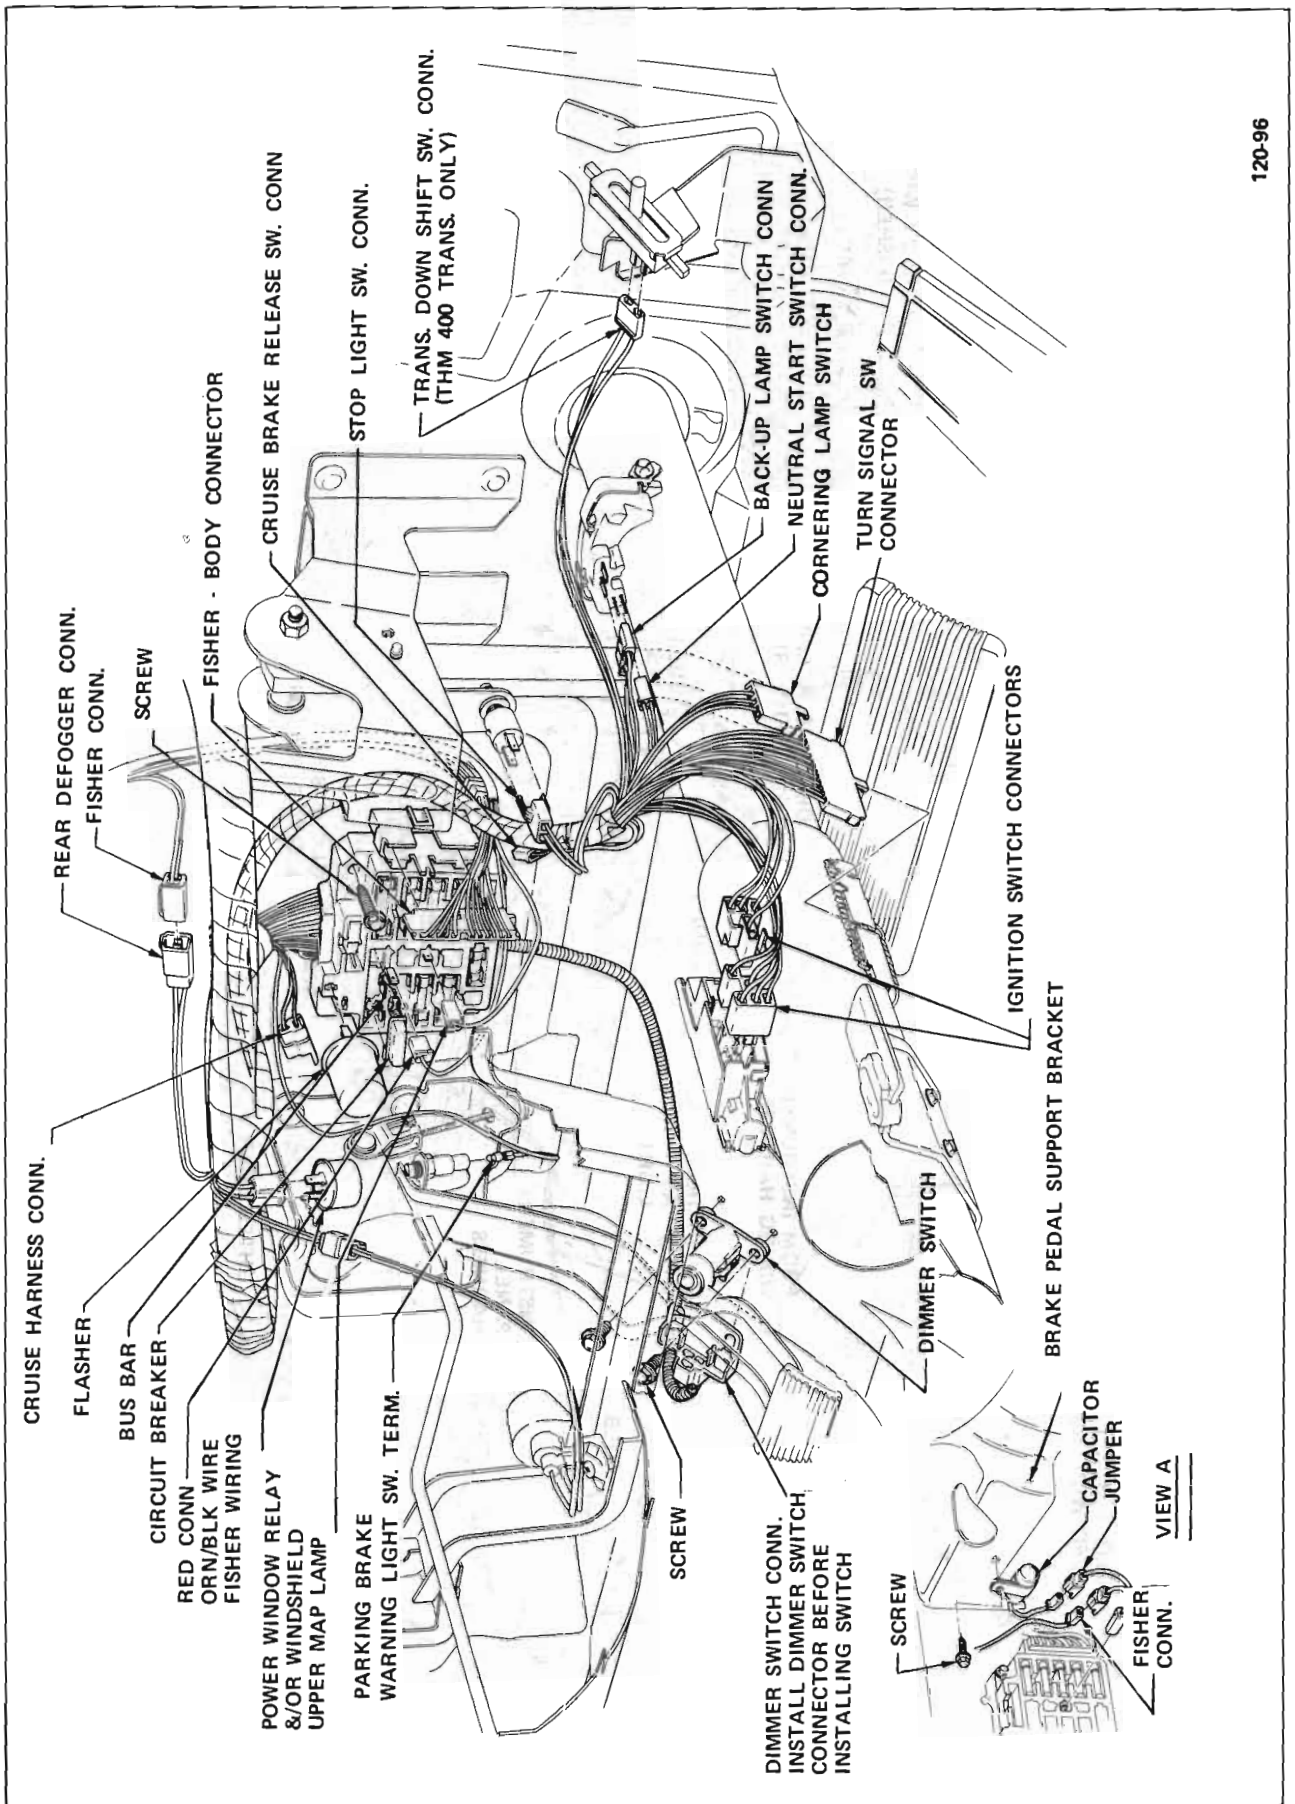 CRUISE HARNESS CONN.
FLASHER
BUS BAR
CIRCUIT BREAKER
RED CONN
ORN/BLK WIRE
FISHER WIRING
POWER WINDOW RELAY
&/OR WINDSHIELD
UPPER MAP LAMP
PARKING BRAKE
WARNING LIGHT SW. TERM.
REAR DEFOGGER CONN.
FISHER CONN.
SCREW
FISHER - BODY CONNECTOR
CRUISE BRAKE RELEASE SW. CONN
STOP LIGHT SW. CONN.
TRANS. DOWN SHIFT SW. CONN.
(THM 400 TRANS. ONLY)
BACK-UP LAMP SWITCH CONN
NEUTRAL START SWITCH CONN.
CORNERING LAMP SWITCH
TURN SIGNAL SW
CONNECTOR
IGNITION SWITCH CONNECTORS
BRAKE PEDAL SUPPORT BRACKET
DIMMER SWITCH
SCREW
DIMMER SWITCH CONN.
INSTALL DIMMER SWITCH
CONNECTOR BEFORE
INSTALLING SWITCH
SCREW
CAPACITOR
JUMPER
FISHER
CONN.
VIEW A
120-96